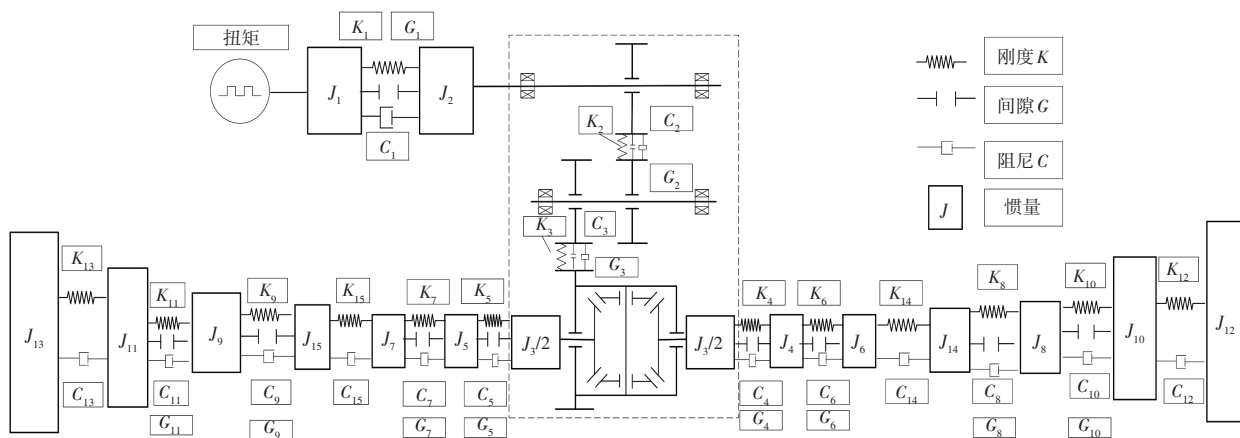 扭矩
K1 G1
J1 J2
C1
K2 C2
G2
K3 C3
G3
刚度 K
间隙 G
阻尼 C
J 惯量
K13 K11 K9 K15 K7 K5
J13 J11 J9 J15 J7 J5 J3/2
C13 C11 C9 C15 C7 C5
G11 G9 G7 G5
K4 K6 K14 K8 K10 K12
J3/2 J4 J6 J14 J8 J10 J12
C4 C6 C14 C8 C10 C12
G4 G6 G8 G10